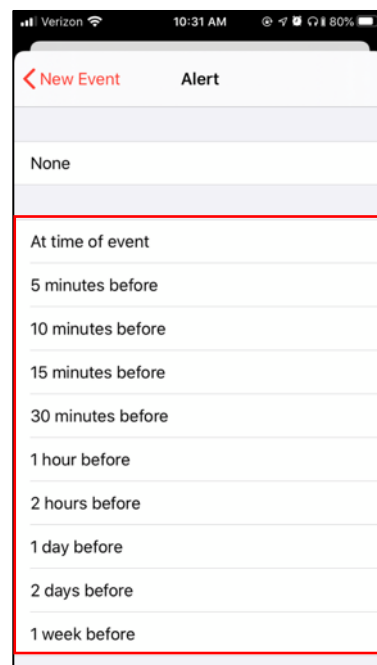 Verizon 10:31 AM 80%
New Event Alert
None
At time of event
5 minutes before
10 minutes before
15 minutes before
30 minutes before
1 hour before
2 hours before
1 day before
2 days before
1 week before